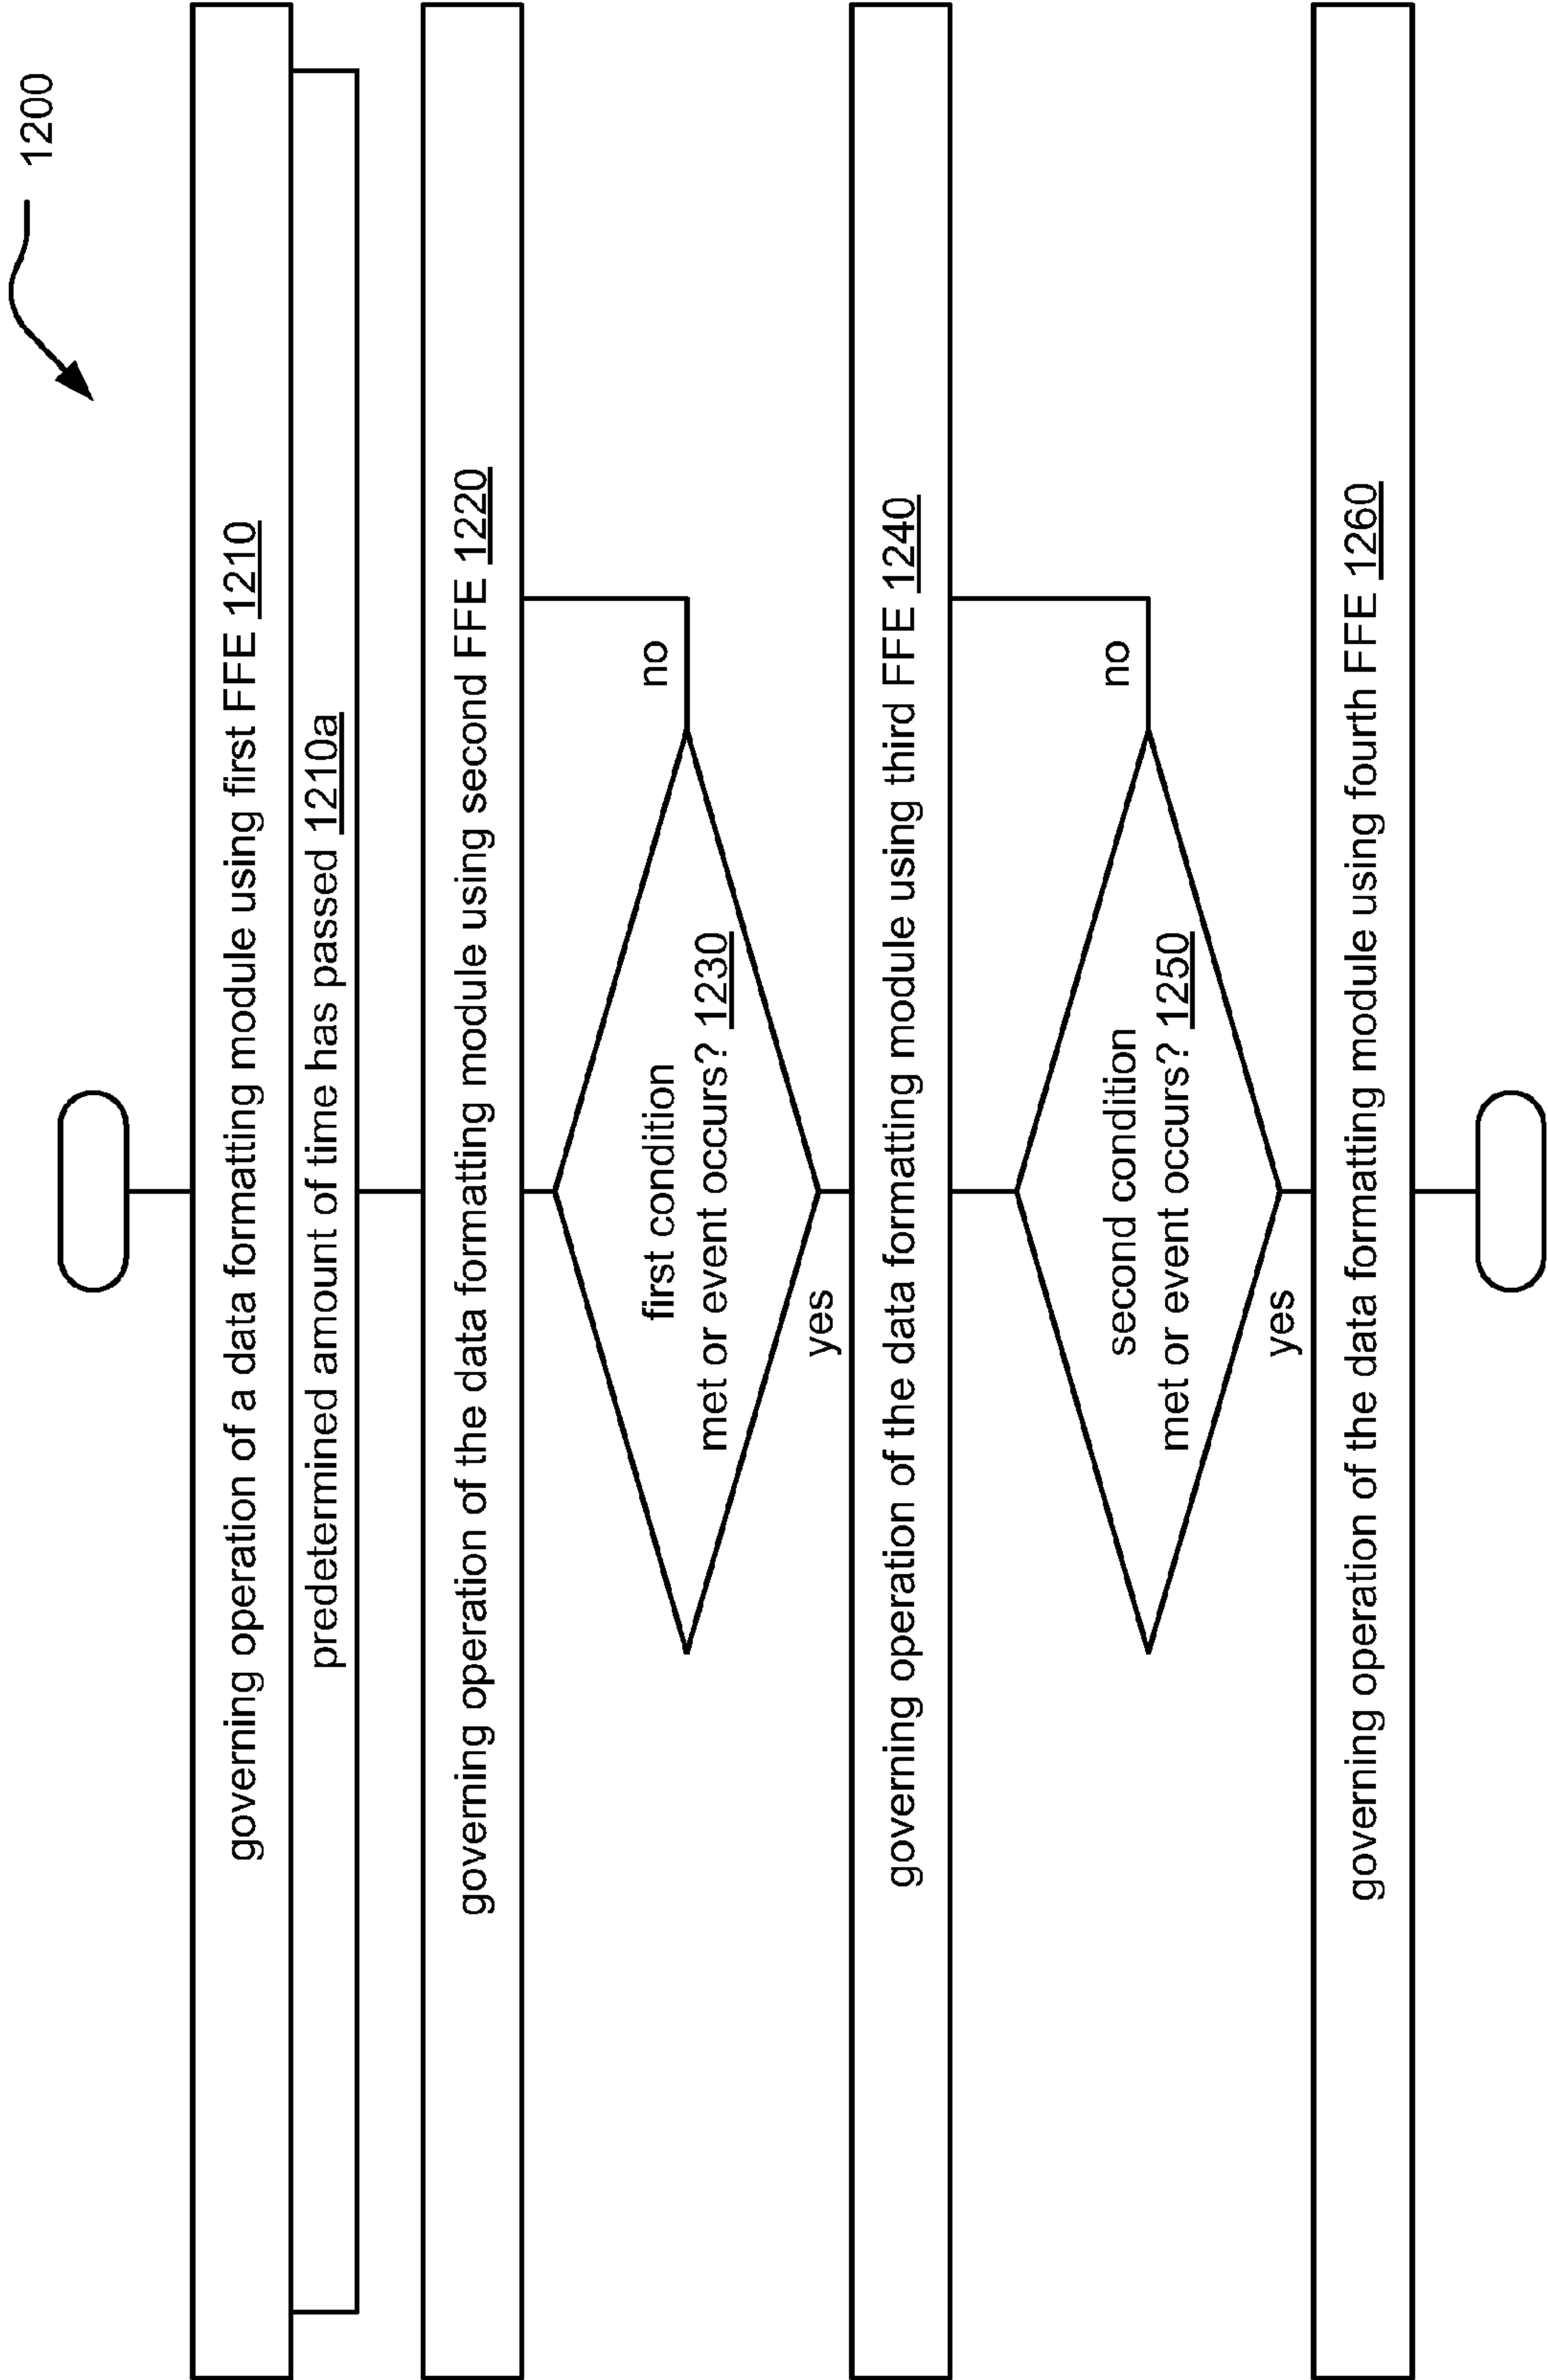 1200
governing operation of a data formatting module using first FFE 1210
predetermined amount of time has passed 1210a
governing operation of the data formatting module using second FFE 1220
no
first condition
met or event occurs? 1230
yes
governing operation of the data formatting module using third FFE 1240
no
second condition
met or event occurs? 1250
yes
governing operation of the data formatting module using fourth FFE 1260